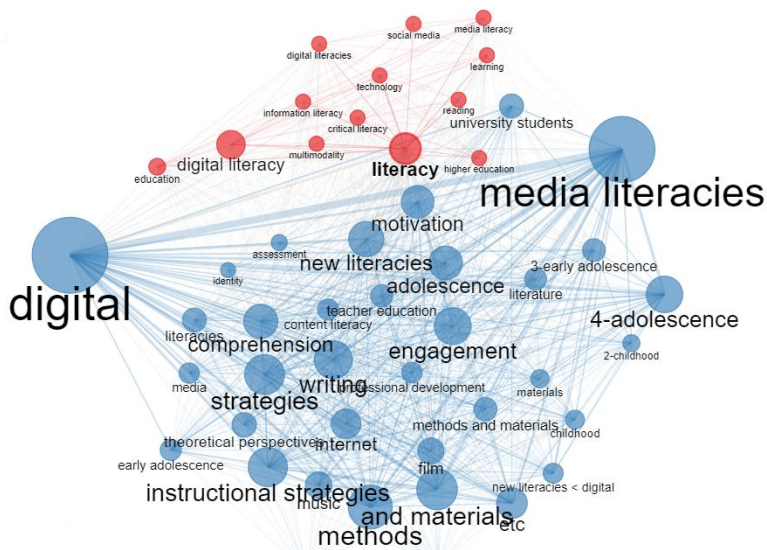 media literacy
social media
digital literacies
learning
technology
information literacy
reading
critical literacy
university students
multimodality
digital literacy
literacy
higher education
education
media literacies
motivation
assessment
new literacies
3-early adolescence
identity
adolescence
literature
digital
teacher education
4-adolescence
content literacy
literacies
comprehension
engagement
2-childhood
writing
professional development
media
materials
strategies
methods and materials
childhood
theoretical perspectives
internet
early adolescence
film
new literacies < digital
instructional strategies
music
and materials
etc
methods